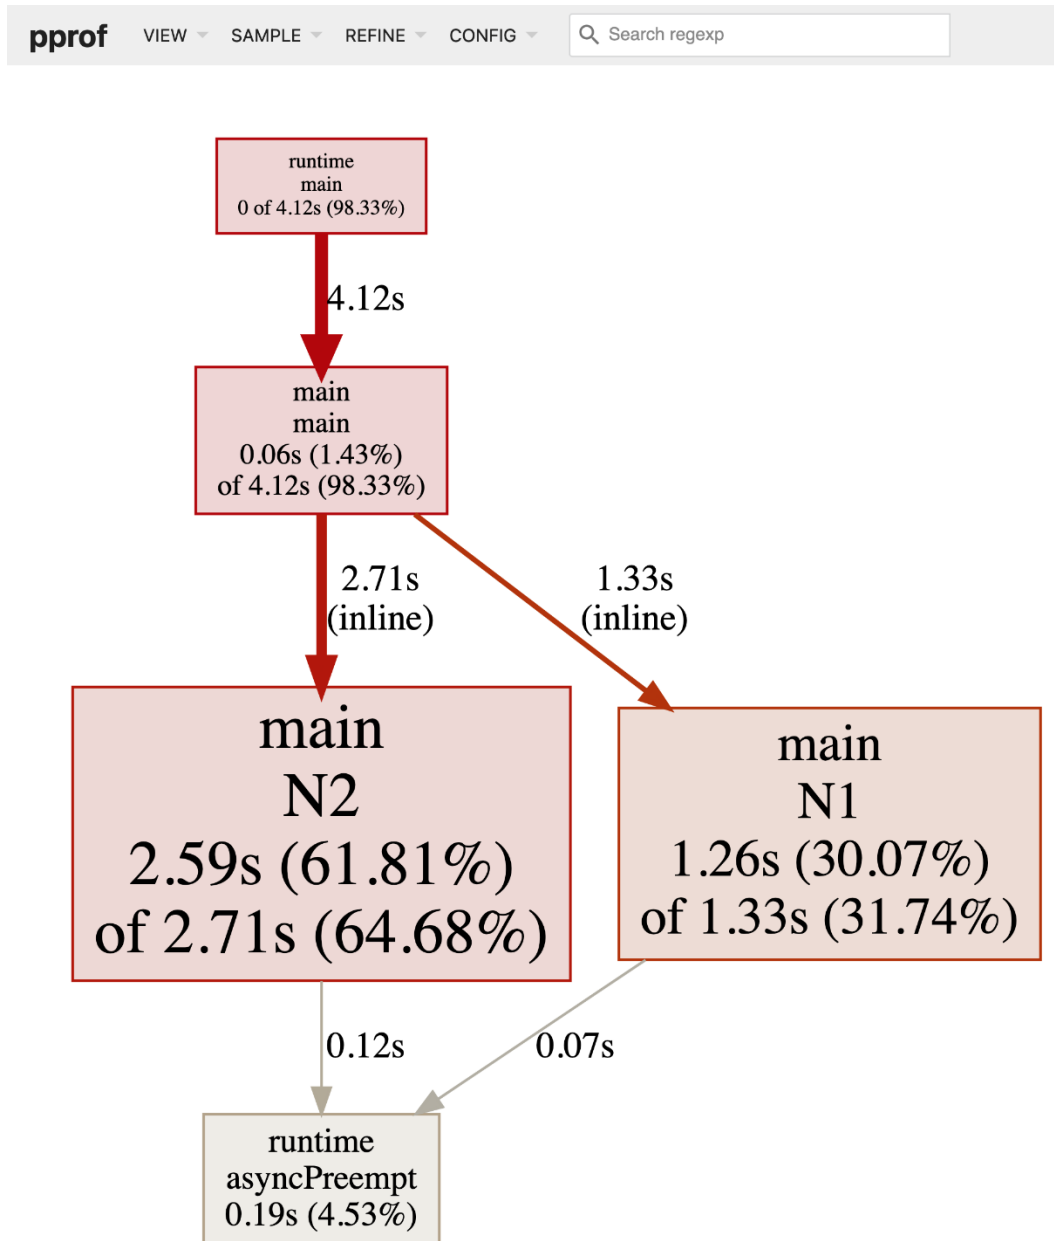 pprof VIEW SAMPLE REFINE CONFIG Search regexp
runtime
main
0 of 4.12s (98.33%)
4.12s
main
main
0.06s (1.43%)
of 4.12s (98.33%)
2.71s
(inline)
1.33s
(inline)
main
N2
2.59s (61.81%)
of 2.71s (64.68%)
main
N1
1.26s (30.07%)
of 1.33s (31.74%)
0.12s
0.07s
runtime
asyncPreempt
0.19s (4.53%)